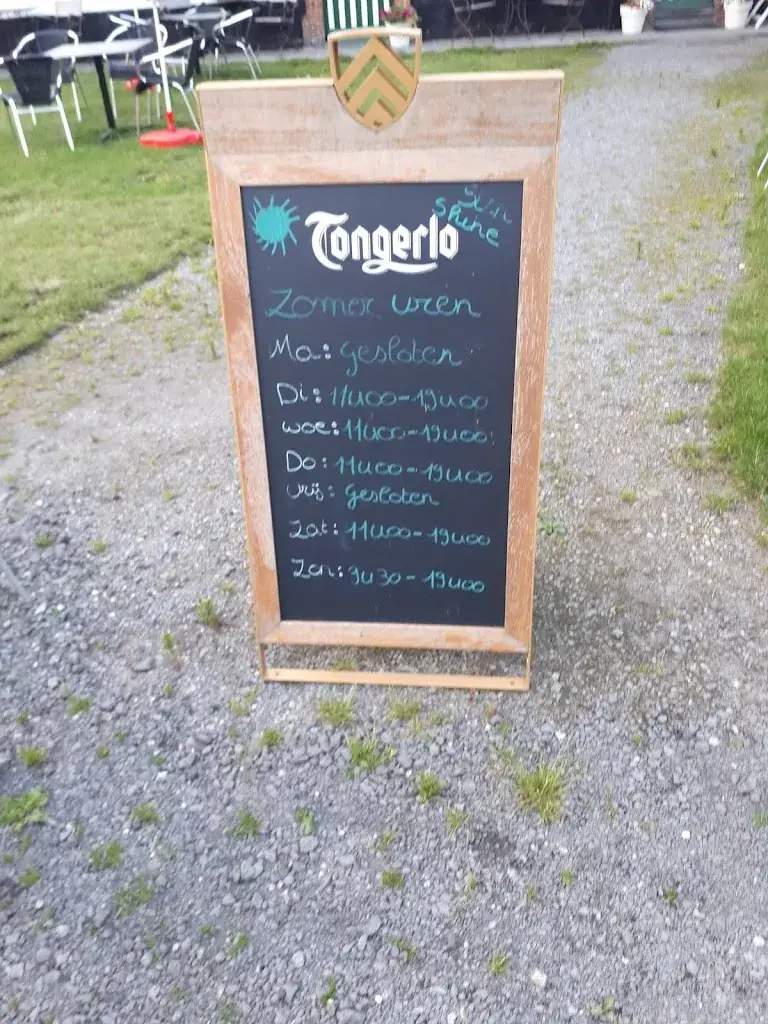 Sun
shine
Tongerlo
Zomer uren
Ma: gesloten
Di: 11u00-19u00
woe: 11u00-19u00
Do: 11u00-19u00
vrij: gesloten
Zat: 11u00-19u00
Zon: 9u30-19u00